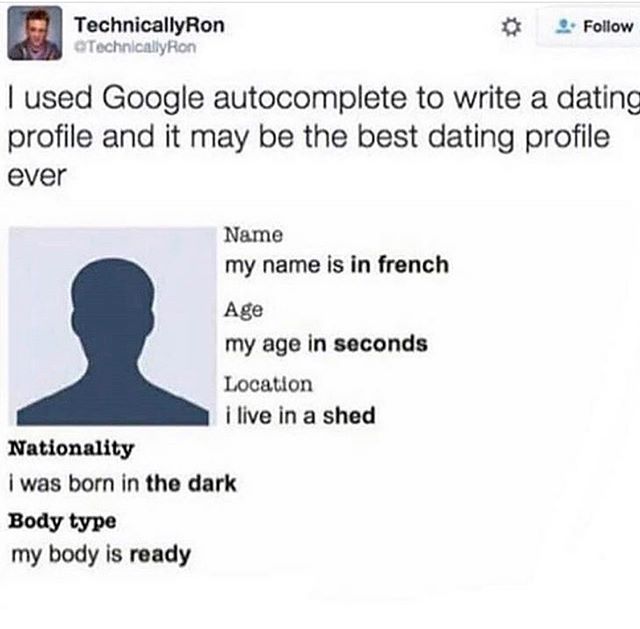 TechnicallyRon
@TechnicallyRon
Follow
I used Google autocomplete to write a dating
profile and it may be the best dating profile
ever
Name
my name is in french
Age
my age in seconds
Location
i live in a shed
Nationality
i was born in the dark
Body type
my body is ready